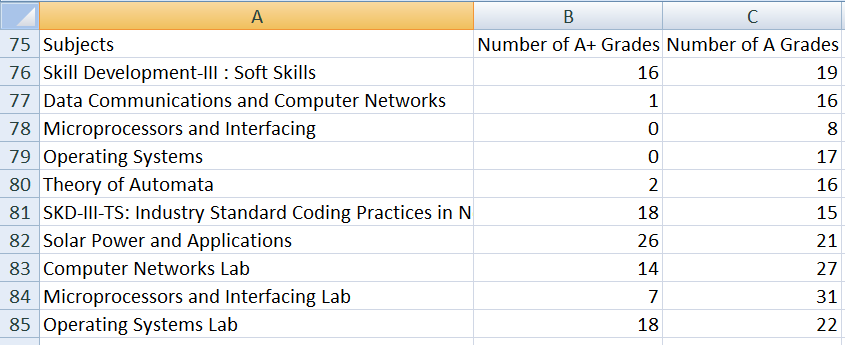 A B C
75 Subjects Number of A+ Grades Number of A Grades
76 Skill Development-III : Soft Skills 16 19
77 Data Communications and Computer Networks 1 16
78 Microprocessors and Interfacing 0 8
79 Operating Systems 0 17
80 Theory of Automata 2 16
81 SKD-III-TS: Industry Standard Coding Practices in N 18 15
82 Solar Power and Applications 26 21
83 Computer Networks Lab 14 27
84 Microprocessors and Interfacing Lab 7 31
85 Operating Systems Lab 18 22